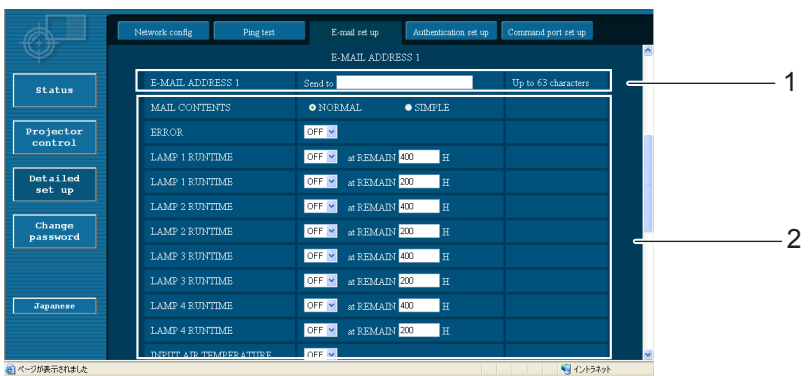 Network config Ping test E-mail set up Authentication set up Command port set up
E-MAIL ADDRESS 1
E-MAIL ADDRESS 1 Send to Up to 63 characters
1
MAIL CONTENTS NORMAL SIMPLE
ERROR OFF
LAMP 1 RUNTIME OFF at REMAIN 400 H
LAMP 1 RUNTIME OFF at REMAIN 200 H
LAMP 2 RUNTIME OFF at REMAIN 400 H
LAMP 2 RUNTIME OFF at REMAIN 200 H
2
LAMP 3 RUNTIME OFF at REMAIN 400 H
LAMP 3 RUNTIME OFF at REMAIN 200 H
LAMP 4 RUNTIME OFF at REMAIN 400 H
LAMP 4 RUNTIME OFF at REMAIN 200 H
INPUT AIR TEMPERATURE OFF
Status
Projector
control
Detailed
set up
Change
password
Japanese
ページが表示されました イントラネット